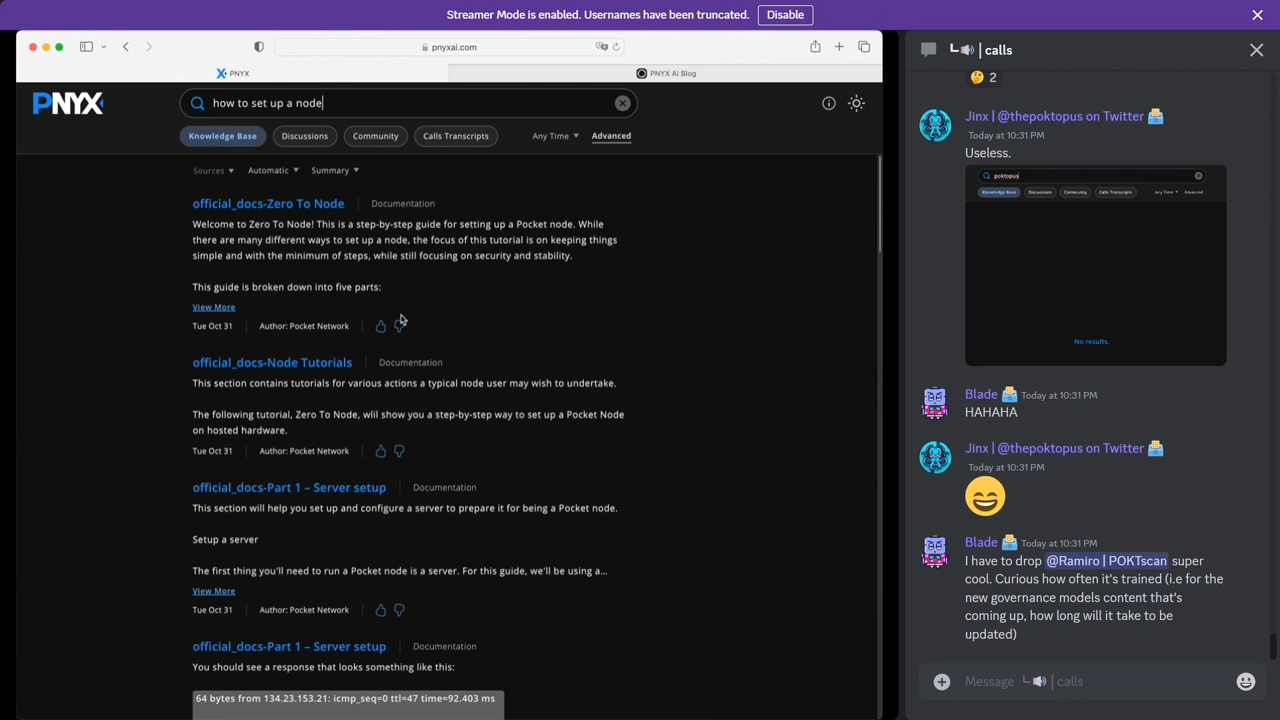 Streamer Mode is enabled. Usernames have been truncated.
Disable
pnyxai.com
PNYX
PNYX AI Blog
PNYX
how to set up a node
Knowledge Base
Discussions
Community
Calls Transcripts
Any Time
Advanced
Sources
Automatic
Summary
official_docs-Zero To Node
Documentation
Welcome to Zero To Node! This is a step-by-step guide for setting up a Pocket node. While
there are many different ways to set up a node, the focus of this tutorial is on keeping things
simple and with the minimum of steps, while still focusing on security and stability.
This guide is broken down into five parts:
View More
Tue Oct 31
Author: Pocket Network
official_docs-Node Tutorials
Documentation
This section contains tutorials for various actions a typical node user may wish to undertake.
The following tutorial, Zero To Node, wlil show you a step-by-step way to set up a Pocket Node
on hosted hardware.
Tue Oct 31
Author: Pocket Network
official_docs-Part 1 – Server setup
Documentation
This section will help you set up and configure a server to prepare it for being a Pocket node.
Setup a server
The first thing you'll need to run a Pocket node is a server. For this guide, we'll be using a...
View More
Tue Oct 31
Author: Pocket Network
official_docs-Part 1 – Server setup
Documentation
You should see a response that looks something like this:
64 bytes from 134.23.153.21: icmp_seq=0 ttl=47 time=92.403 ms
calls
2
Jinx | @thepoktopus on Twitter
Today at 10:31 PM
Useless.
poktopus
Knowledge Base
Discussions
Community
Calls Transcripts
Any Time
Advanced
No results.
Blade Today at 10:31 PM
HAHAHA
Jinx | @thepoktopus on Twitter
Today at 10:31 PM
Blade Today at 10:31 PM
I have to drop @Ramiro | POKTscan super
cool. Curious how often it's trained (i.e for the
new governance models content that's
coming up, how long will it take to be
updated)
Message calls